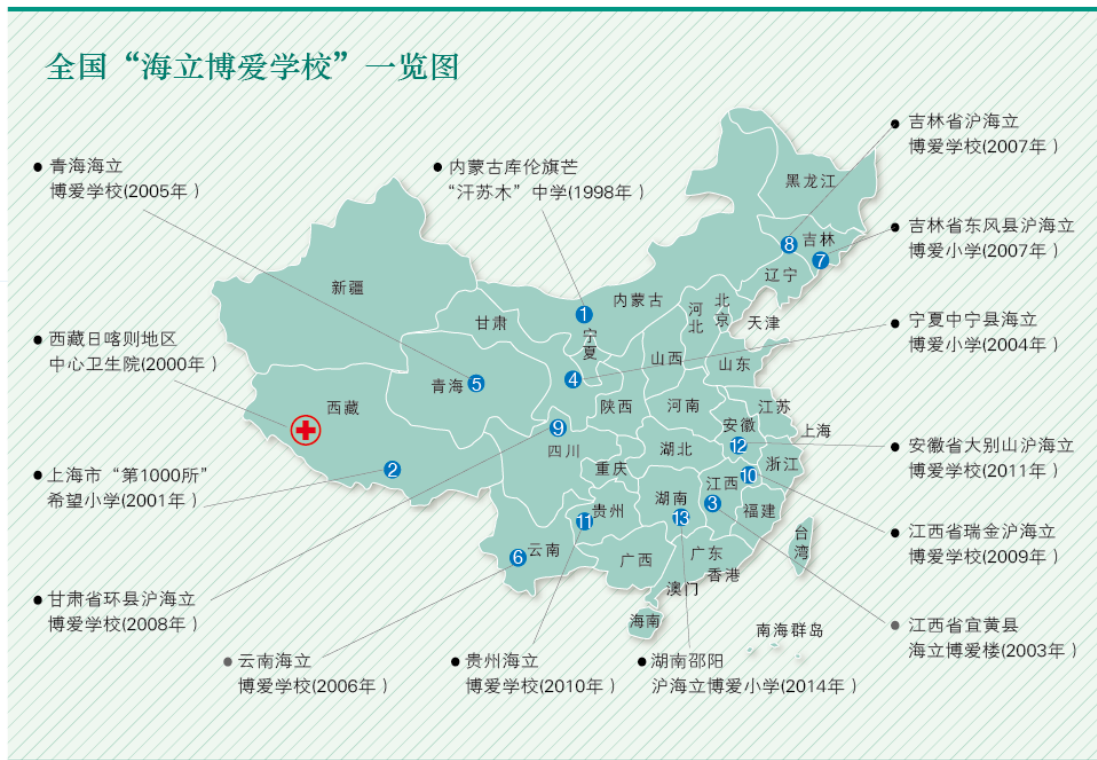 全国“海立博爱学校”一览图
吉林省沪海立
博爱学校(2007年)
青海海立
博爱学校(2005年)
内蒙古库伦旗芒
“汗苏木”中学(1998年)
吉林省东风县沪海立
博爱小学(2007年)
西藏日喀则地区
中心卫生院(2000年)
宁夏中宁县海立
博爱小学(2004年)
上海市“第1000所”
希望小学(2001年)
安徽省大别山沪海立
博爱学校(2011年)
江西省瑞金沪海立
博爱学校(2009年)
甘肃省环县沪海立
博爱学校(2008年)
江西省宜黄县
海立博爱楼(2003年)
云南海立
博爱学校(2006年)
贵州海立
博爱学校(2010年)
湖南邵阳
沪海立博爱小学(2014年)
黑龙江
吉林
8
7
辽宁
新疆
内蒙古
北京
河北
天津
1
甘肃
宁夏
山西
山东
青海
5
4
西藏
陕西
河南
江苏
9
安徽
上海
12
四川
湖北
浙江
2
重庆
江西
10
湖南
3
贵州
福建
11
13
台湾
云南
6
广西
广东
香港
澳门
海南
南海群岛